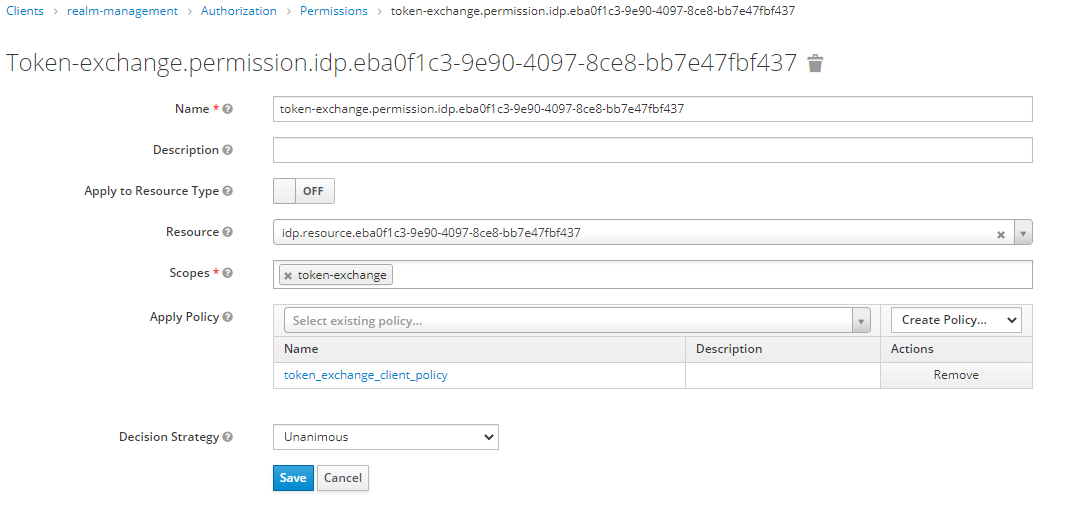 Clients > realm-management > Authorization > Permissions > token-exchange.permission.idp.eba0f1c3-9e90-4097-8ce8-bb7e47fbf437
Token-exchange.permission.idp.eba0f1c3-9e90-4097-8ce8-bb7e47fbf437
Name * token-exchange.permission.idp.eba0f1c3-9e90-4097-8ce8-bb7e47fbf437
Description
Apply to Resource Type OFF
Resource idp.resource.eba0f1c3-9e90-4097-8ce8-bb7e47fbf437
Scopes * × token-exchange
Apply Policy Select existing policy... Create Policy...
Name Description Actions
token_exchange_client_policy Remove
Decision Strategy Unanimous
Save Cancel